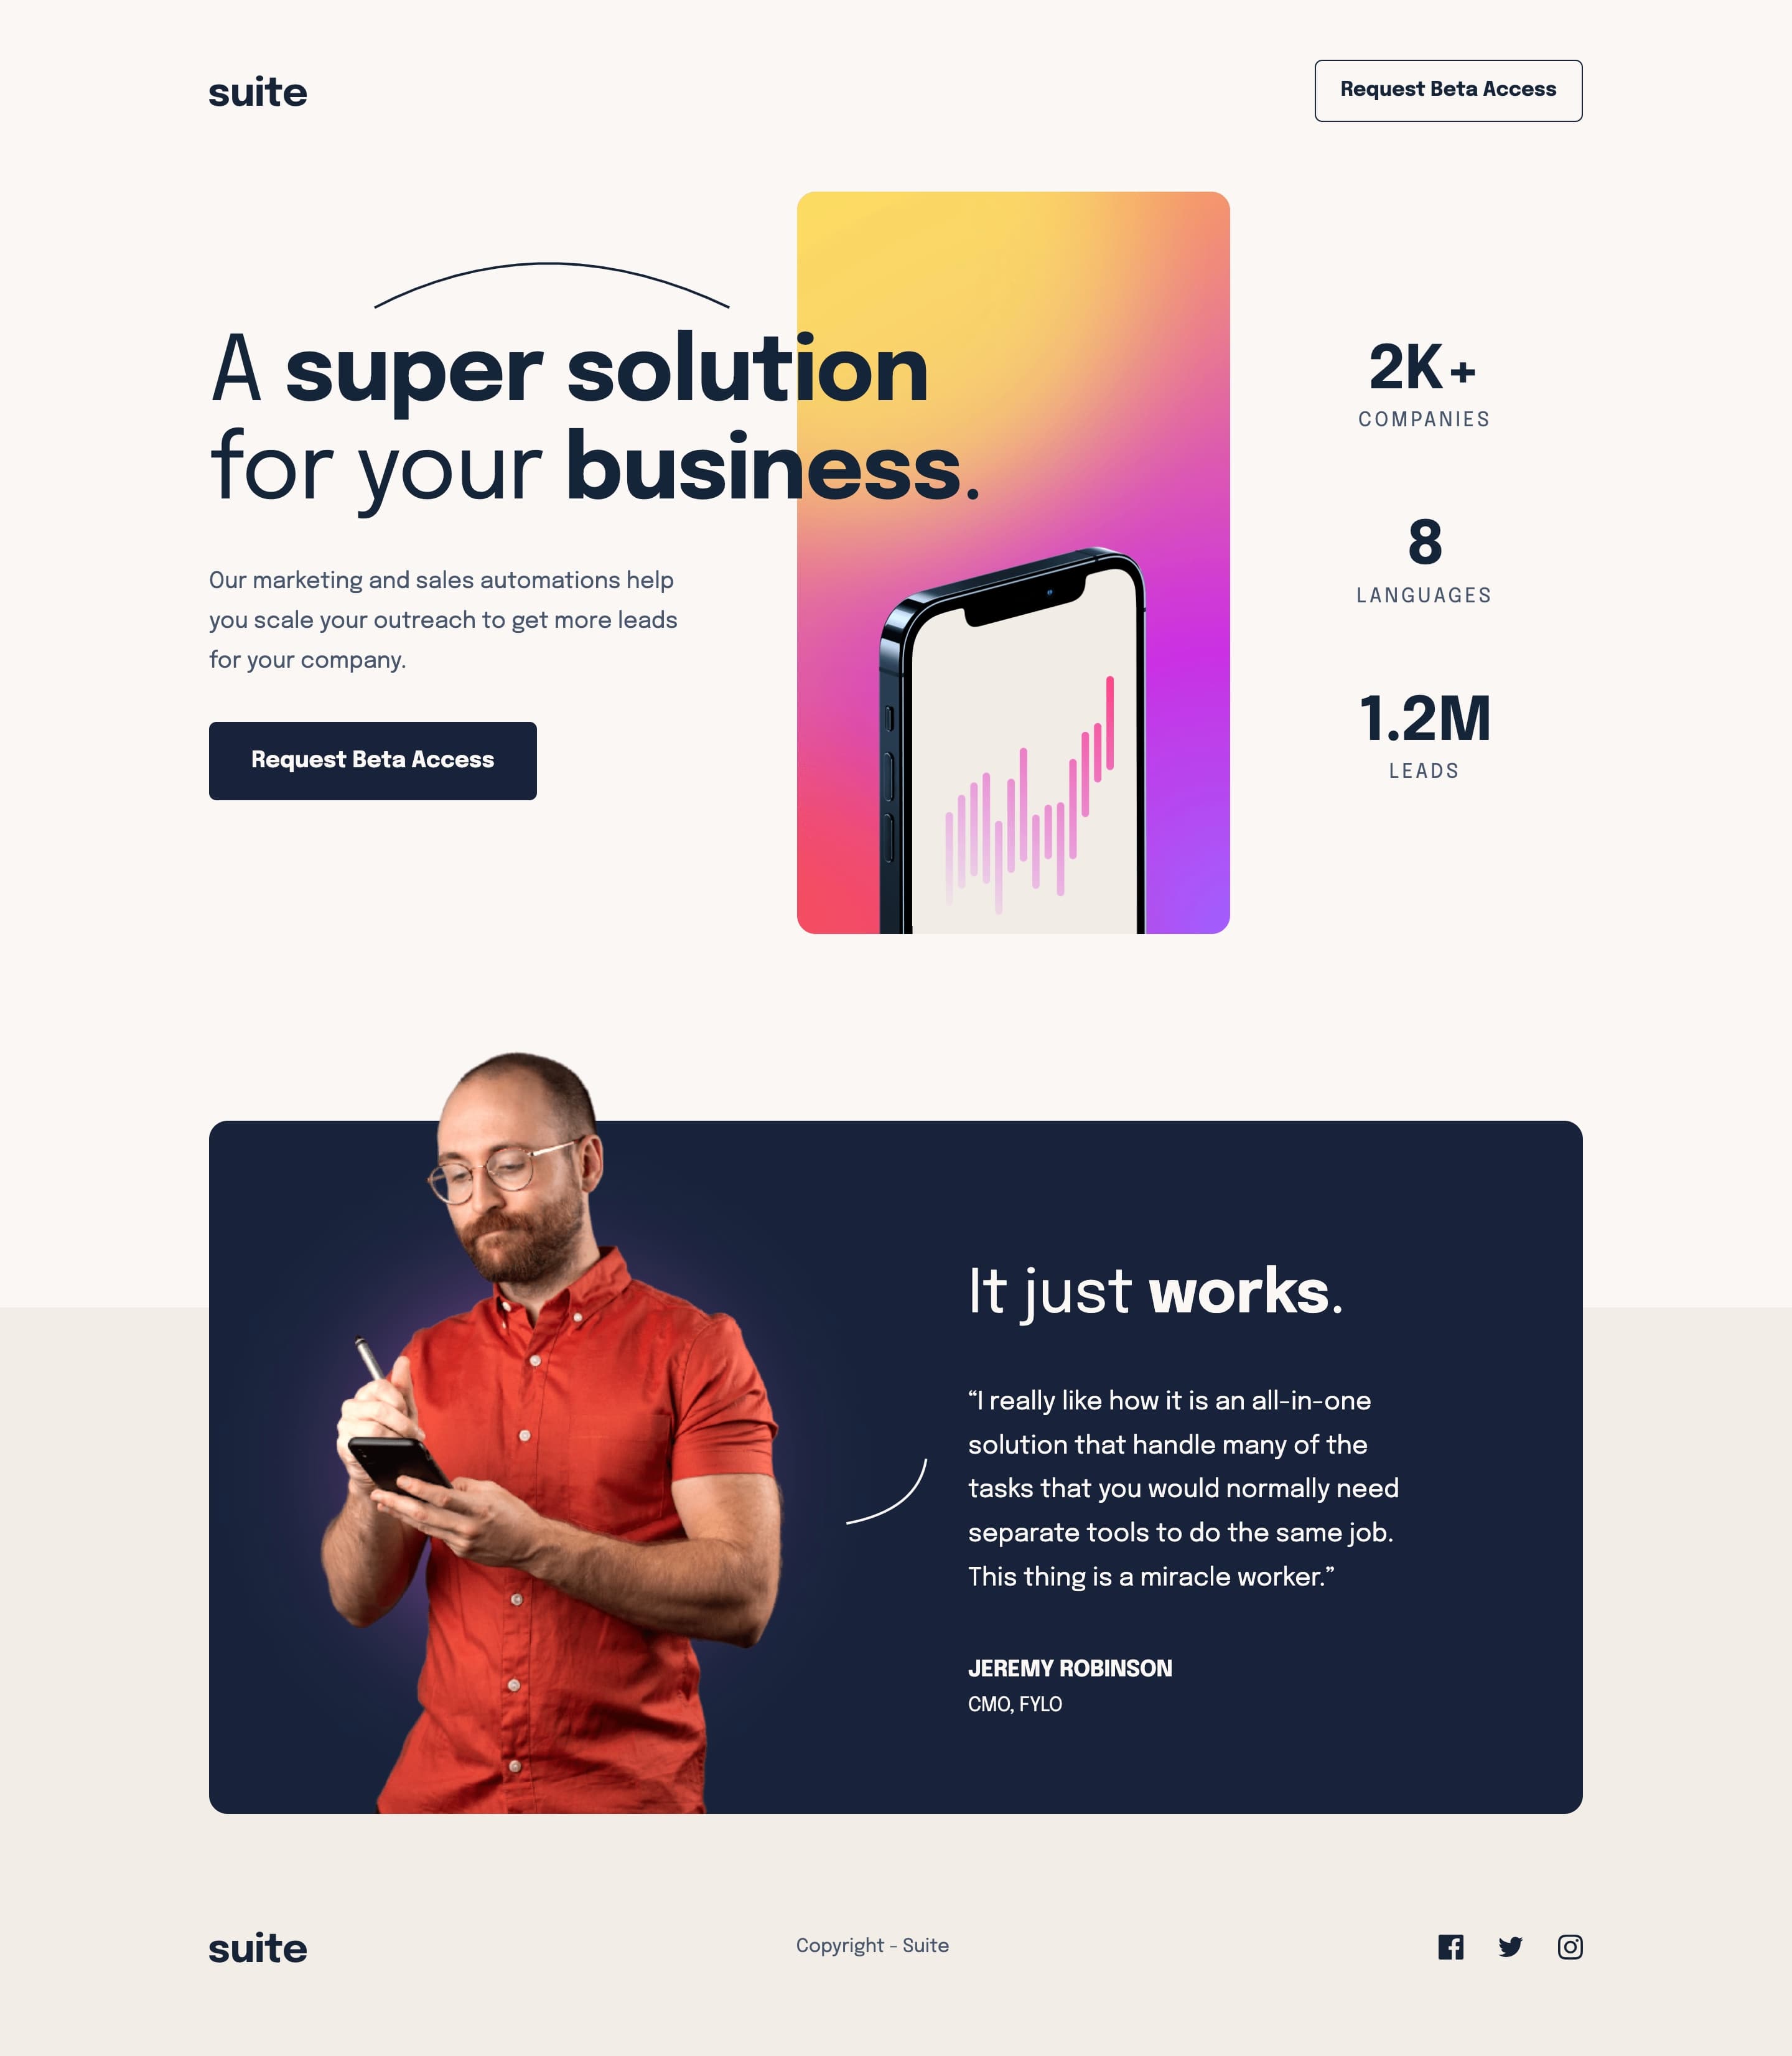 suite
Request Beta Access
A super solution
for your business.
Our marketing and sales automations help
you scale your outreach to get more leads
for your company.
Request Beta Access
2K+
COMPANIES
8
LANGUAGES
1.2M
LEADS
It just works.
“I really like how it is an all-in-one
solution that handle many of the
tasks that you would normally need
separate tools to do the same job.
This thing is a miracle worker.”
JEREMY ROBINSON
CMO, FYLO
suite
Copyright - Suite